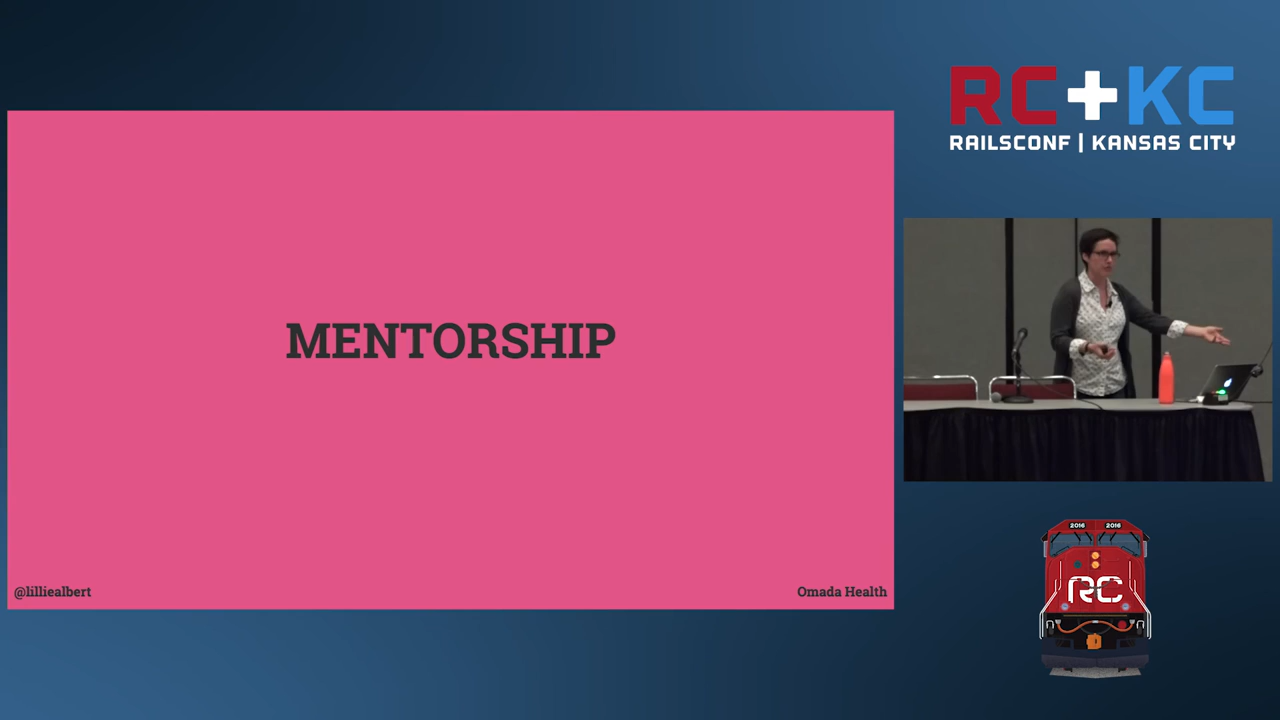 RC+KC
RAILSCONF | KANSAS CITY
MENTORSHIP
@lilliealbert
Omada Health
2016 2016
RC